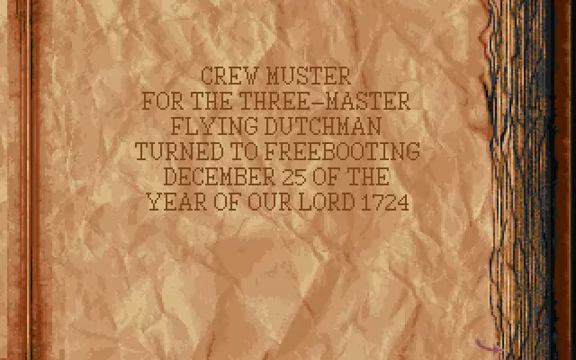 CREW MUSTER
FOR THE THREE-MASTER
FLYING DUTCHMAN
TURNED TO FREEBOOTING
DECEMBER 25 OF THE
YEAR OF OUR LORD 1724